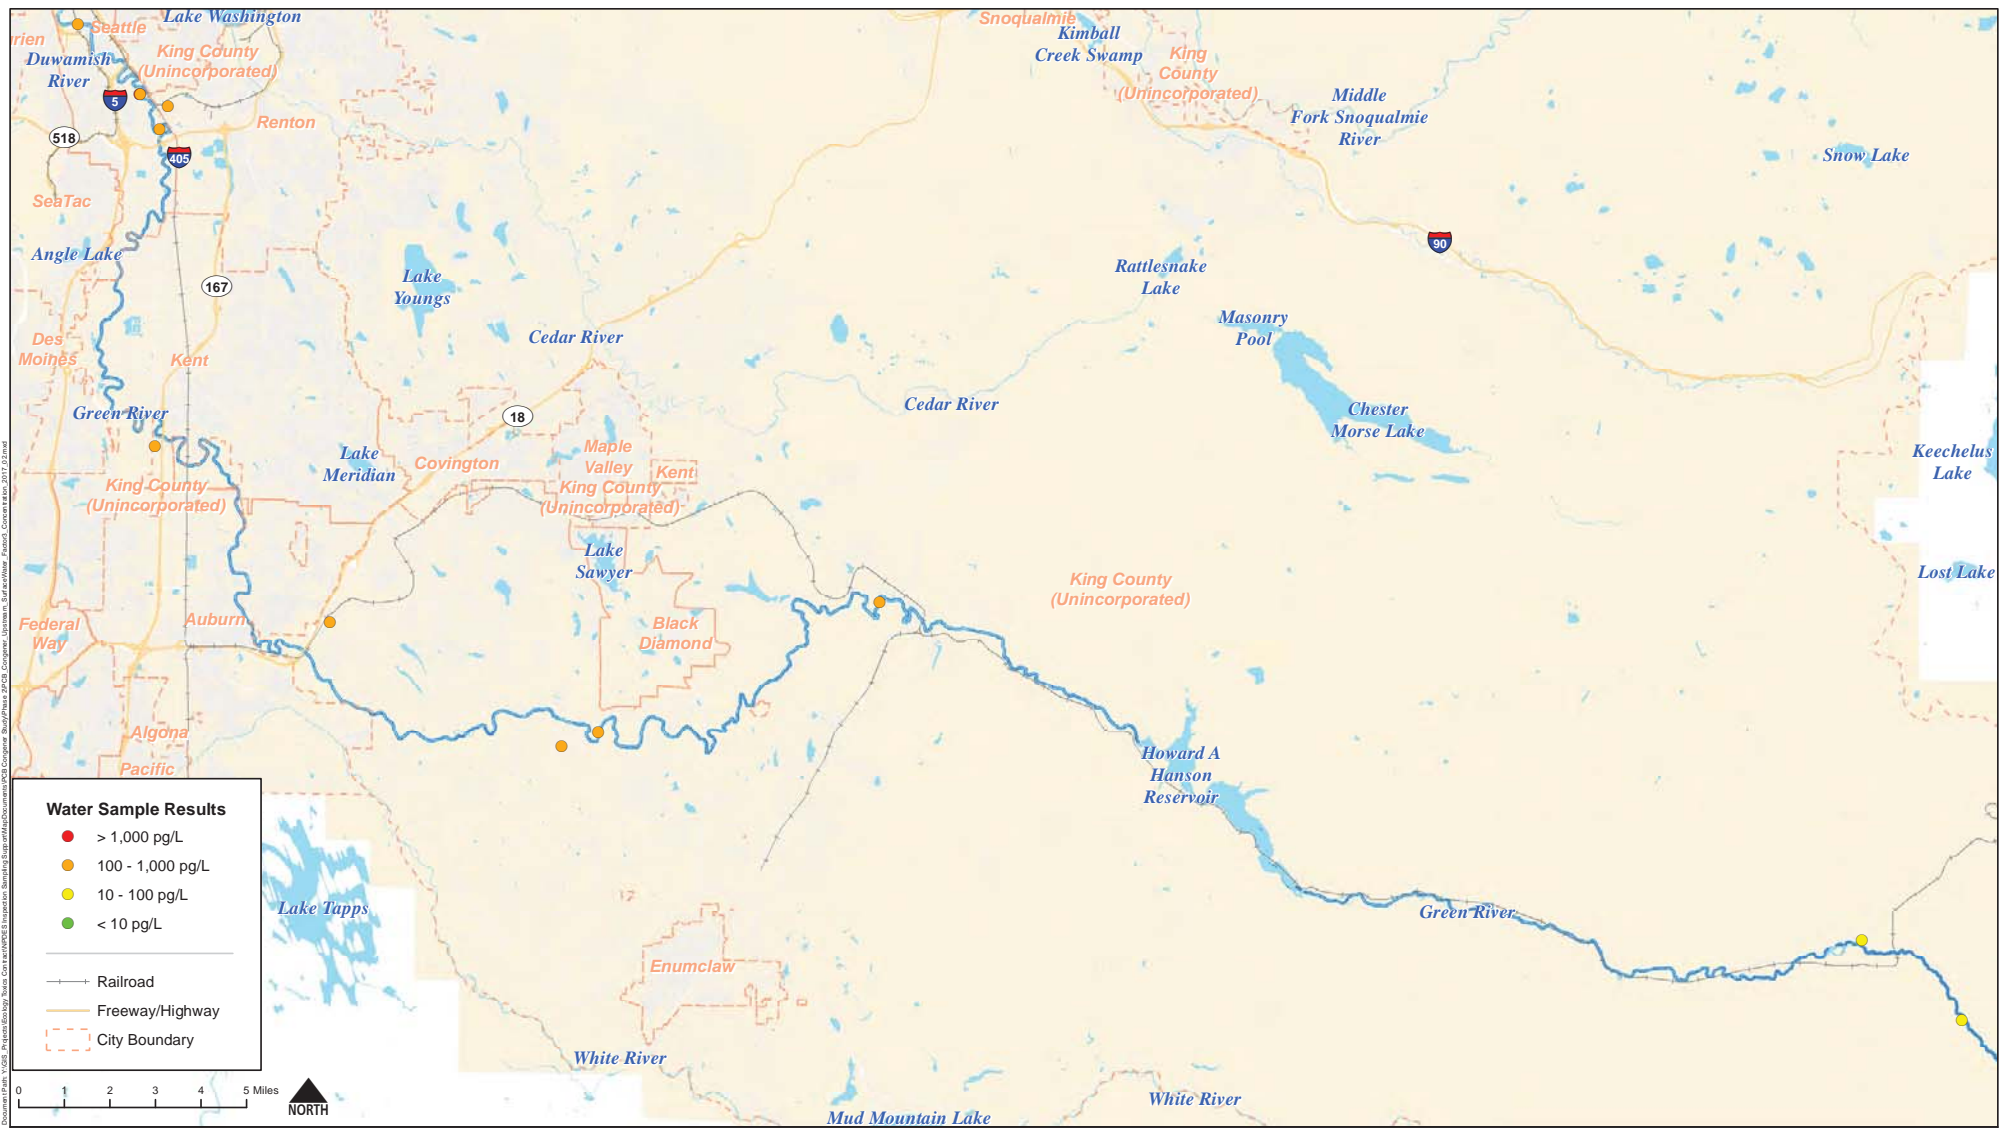 Lake Washington
Seattle
rien
King County
(Unincorporated)
Duwamish
River
5
518
405
Renton
SeaTac
Angle Lake
167
Lake
Youngs
Des
Moines
Kent
Green River
Cedar River
18
Lake
Meridian
Covington
Maple
Valley
Kent
King County
(Unincorporated)
King County
(Unincorporated)
Lake
Sawyer
Black
Diamond
Federal
Way
Auburn
Algona
Pacific
Snoqualmie
Kimball
Creek Swamp
King
County
(Unincorporated)
Middle
Fork Snoqualmie
River
Snow Lake
90
Rattlesnake
Lake
Masonry
Pool
Cedar River
Chester
Morse Lake
Keechelus
Lake
Lost Lake
King County
(Unincorporated)
Howard A
Hanson
Reservoir
Green River
Lake Tapps
Enumclaw
White River
White River
Mud Mountain Lake
Water Sample Results
> 1,000 pg/L
100 - 1,000 pg/L
10 - 100 pg/L
< 10 pg/L
Railroad
Freeway/Highway
City Boundary
0 1 2 3 4 5 Miles
NORTH